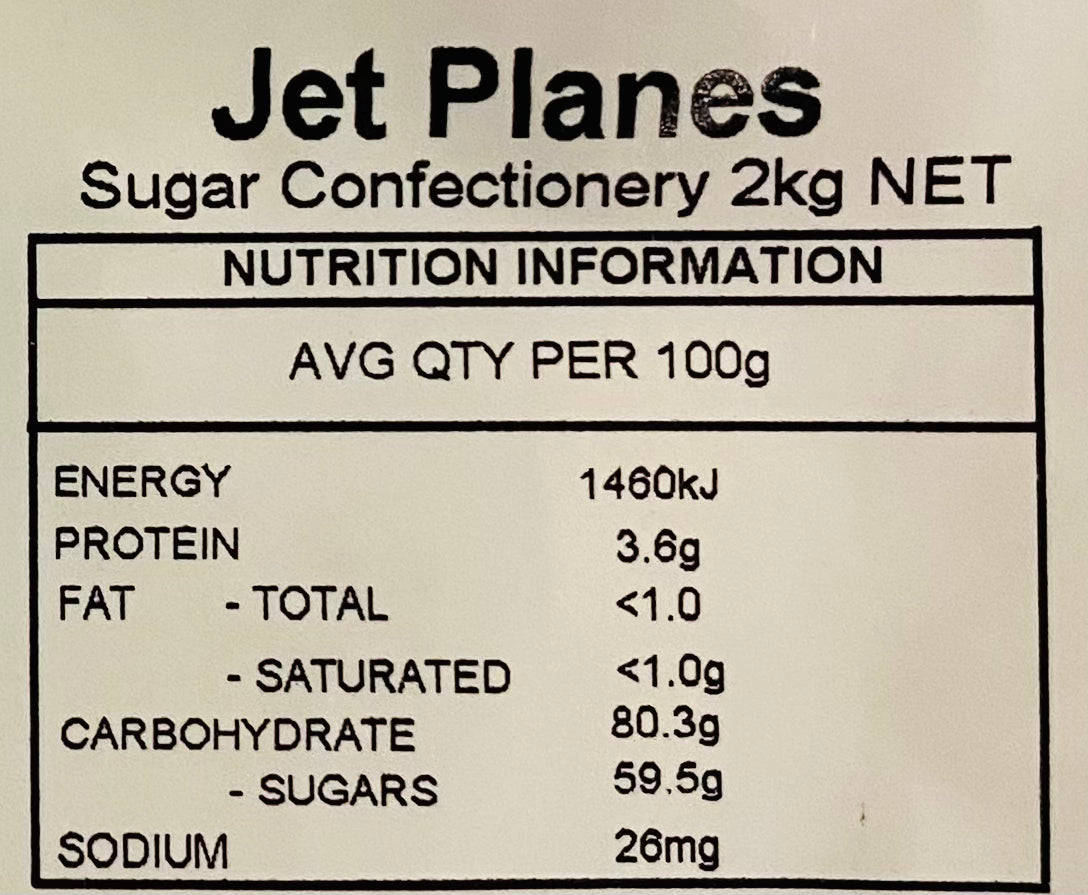 Jet Planes
Sugar Confectionery 2kg NET
NUTRITION INFORMATION
AVG QTY PER 100g
ENERGY 1460kJ
PROTEIN 3.6g
FAT - TOTAL <1.0
- SATURATED <1.0g
CARBOHYDRATE 80.3g
- SUGARS 59.5g
SODIUM 26mg